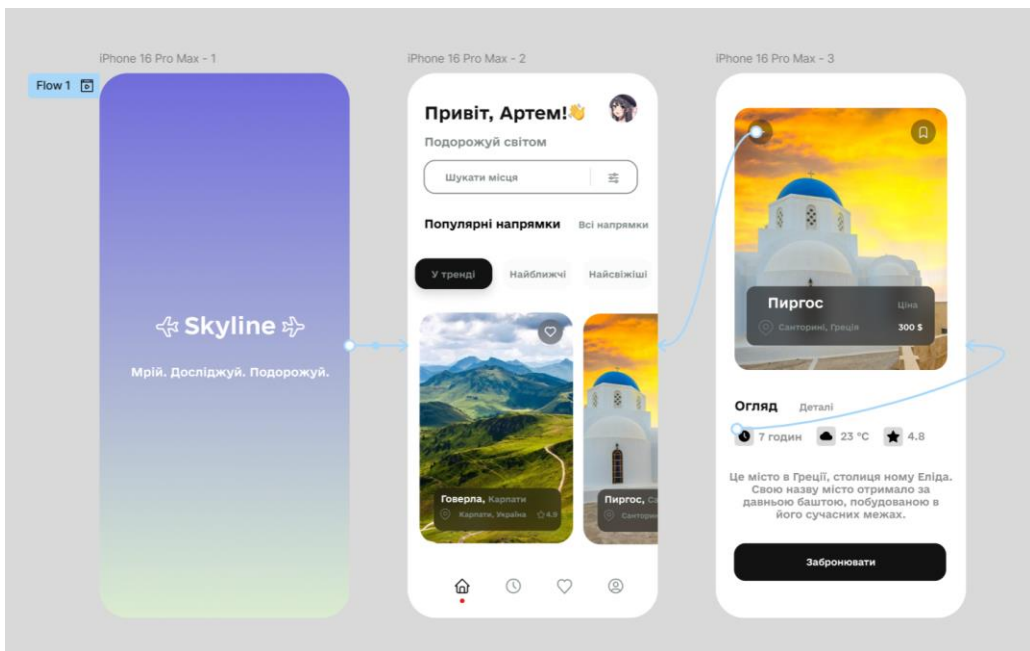 iPhone 16 Pro Max - 1
Flow 1
Skyline
Мрій. Досліджуй. Подорожуй.
iPhone 16 Pro Max - 2
Привіт, Артем!👋
Подорожуй світом
Шукати місця
Популярні напрямки
Всі напрямки
У тренді
Найближчі
Найсвіжіші
Говерла, Карпати
Карпати, Україна 4.9
Пиргос,
iPhone 16 Pro Max - 3
Пиргос
Ціна
Санторині, Греція
300 $
Огляд
Деталі
7 годин
23 °C
4.8
Це місто в Греції, столиця ному Еліда.
Свою назву місто отримало за
давньою баштою, побудованою в
його сучасних межах.
Забронювати